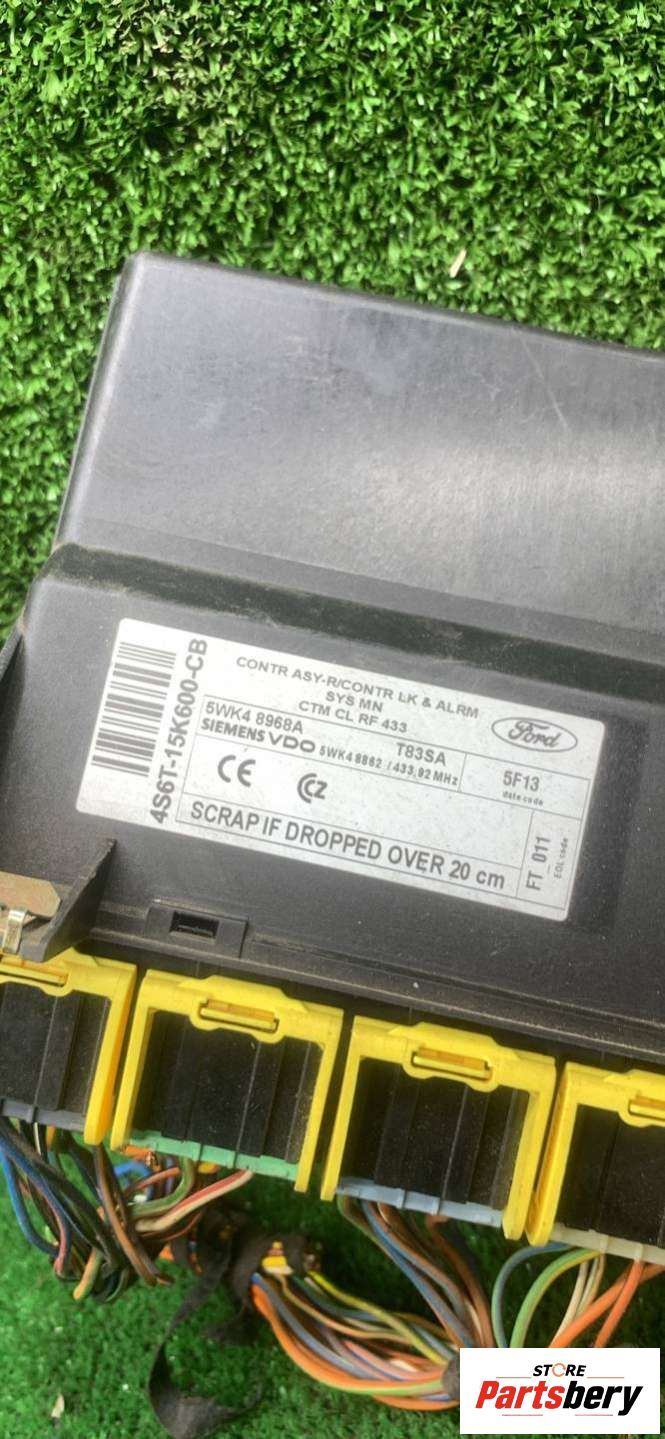 4S6T-15K600-CB
CONTR ASY-R/CONTR LK & ALRM
SYS MN
CTM CL RF 433
Ford
5WK4 8968A T83SA
SIEMENS VDO 5WK4 8862 / 433,92 MHz
5F13
date code
CE CCZ
SCRAP IF DROPPED OVER 20 cm
FT 011
EOL code
STORE
Partsbery